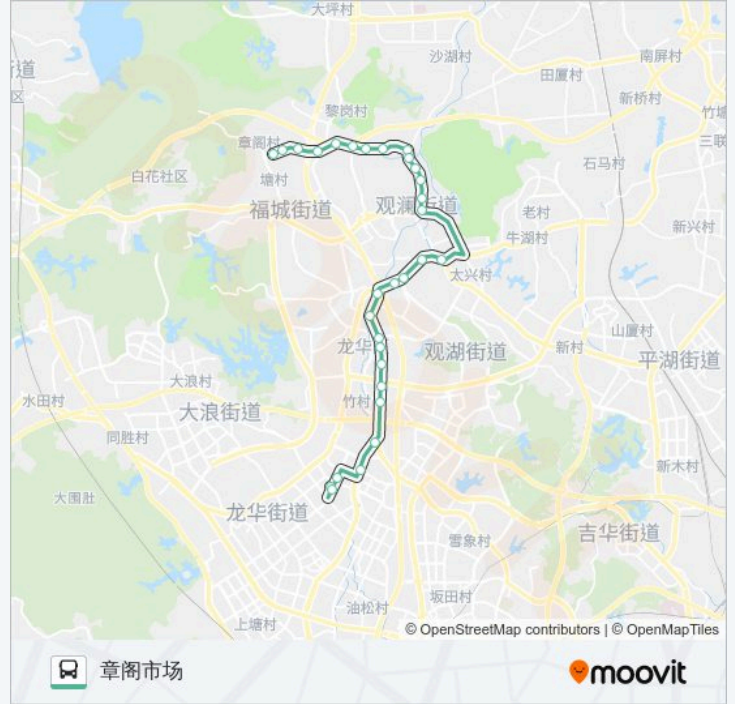 大坪村
沙湖村
南屏村
街道
区
田厦村
新桥村
黎岗村
竹塘
章阁村
三联
石马村
白花社区
塘村
福城街道
观澜街道
老村
新兴村
牛湖村
太兴村
山厦村
龙华
观湖街道
新村
平湖街道
大浪村
水田村
竹村
大浪街道
同胜村
新木村
大围肚
龙华街道
吉华街道
雪象村
坂田村
油松村
上塘村
© OpenStreetMap contributors | © OpenMapTiles
章阁市场
moovit